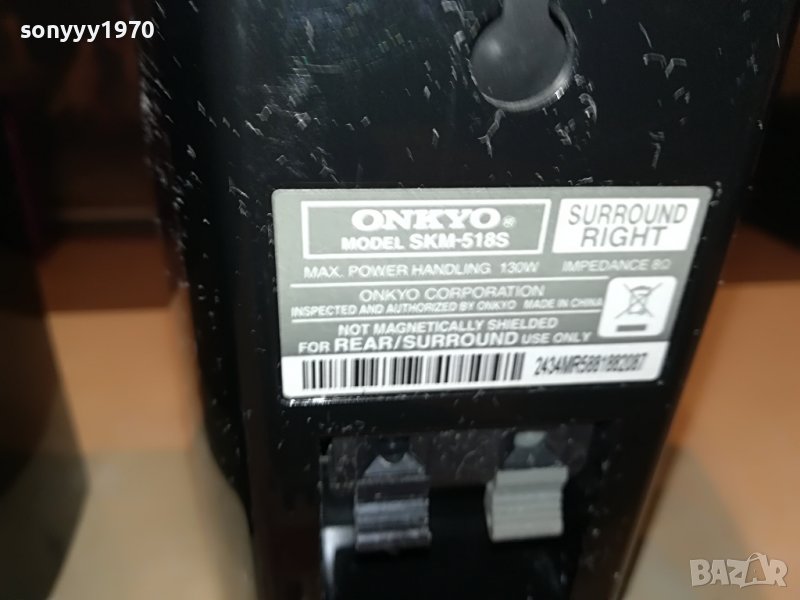 sonyyy1970
ONKYO®
MODEL SKM-518S
SURROUND
RIGHT
MAX. POWER HANDLING 130W IMPEDANCE 8Ω
ONKYO CORPORATION
INSPECTED AND AUTHORIZED BY ONKYO MADE IN CHINA
NOT MAGNETICALLY SHIELDED
FOR REAR/SURROUND USE ONLY
2434MR5881882087
BAZAR